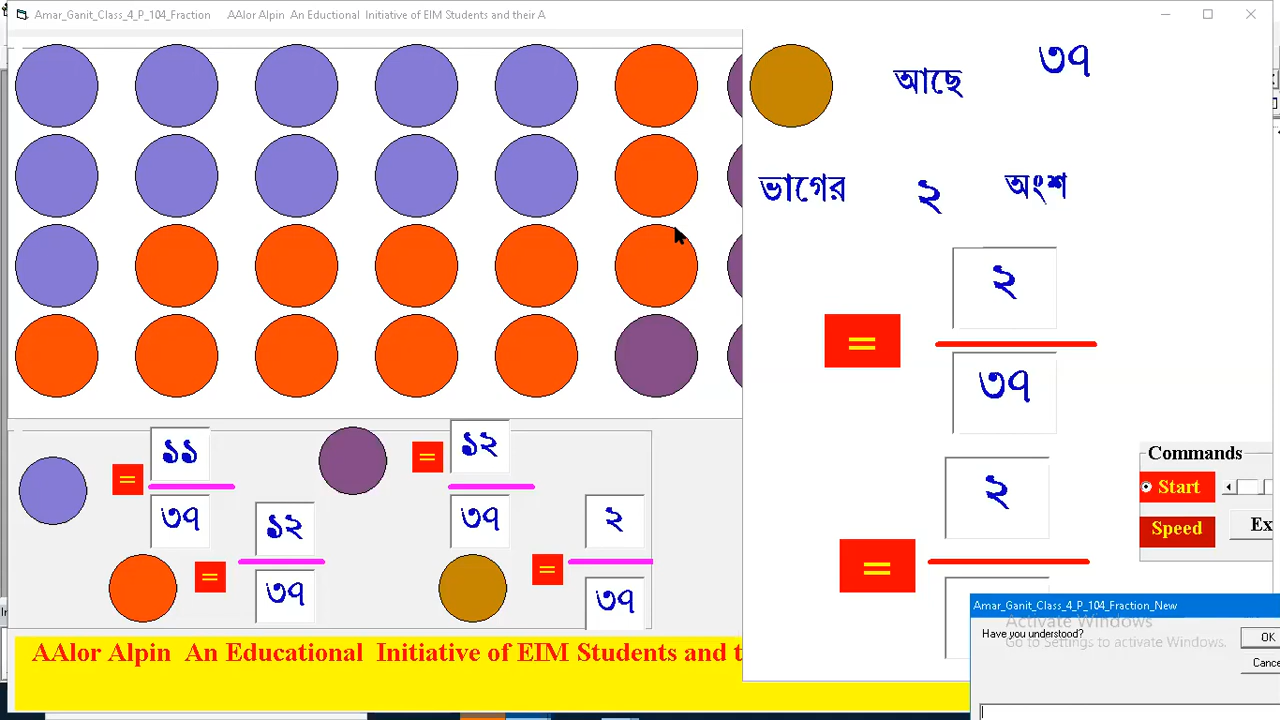 Amar_Ganit_Class_4_P_104_Fraction AAlor Alpin An Eductional Initiative of EIM Students and their A
আছে ৩৭
ভাগের ২ অংশ
= ২
৩৭
= ২
= ১১
৩৭
= ১২
৩৭
= ১২
৩৭
= ২
৩৭
Commands
Start
Speed
Ex
Amar_Ganit_Class_4_P_104_Fraction_New
Have you understood?
OK
Cance
Activate Windows
Go to Settings to activate Windows.
AAlor Alpin An Educational Initiative of EIM Students and t